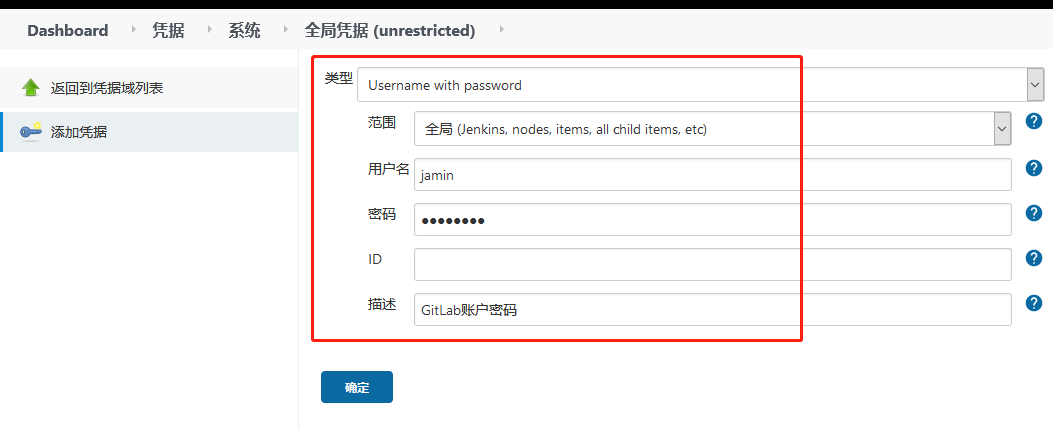 Dashboard 凭据 系统 全局凭据 (unrestricted)
返回到凭据域列表
添加凭据
类型 Username with password
范围 全局 (Jenkins, nodes, items, all child items, etc)
用户名 jamin
密码 ••••••••
ID
描述 GitLab账户密码
确定